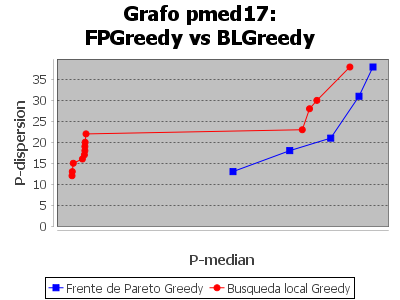 Grafo pmed17:
FPGreedy vs BLGreedy
P-dispersion
35
30
25
20
15
10
5
0
P-median
Frente de Pareto Greedy
Busqueda local Greedy